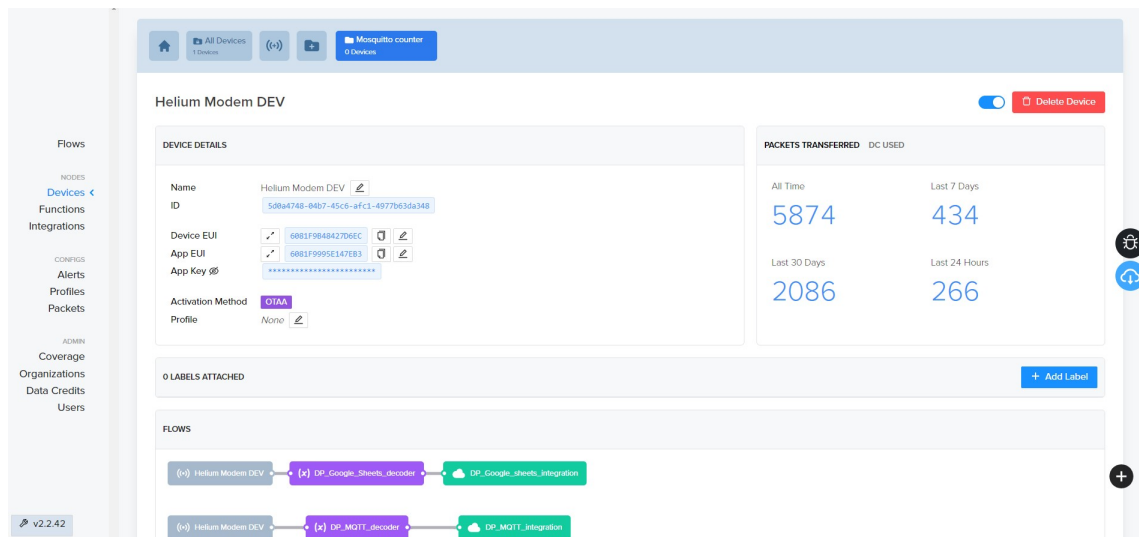 All Devices
1 Devices
Mosquitto counter
0 Devices
Helium Modem DEV
Delete Device
Flows
NODES
Devices
Functions
Integrations
CONFIGS
Alerts
Profiles
Packets
ADMIN
Coverage
Organizations
Data Credits
Users
v2.2.42
DEVICE DETAILS
Name Helium Modem DEV
ID 5d0a4748-04b7-45c6-afc1-4977b63da348
Device EUI 6081F9B48427D6EC
App EUI 6081F9995E147EB3
App Key ************************
Activation Method OTAA
Profile None
PACKETS TRANSFERRED DC USED
All Time Last 7 Days
5874 434
Last 30 Days Last 24 Hours
2086 266
0 LABELS ATTACHED
+ Add Label
FLOWS
Helium Modem DEV (x) DP_Google_Sheets_decoder DP_Google_sheets_integration
Helium Modem DEV (x) DP_MQTT_decoder DP_MQTT_integration